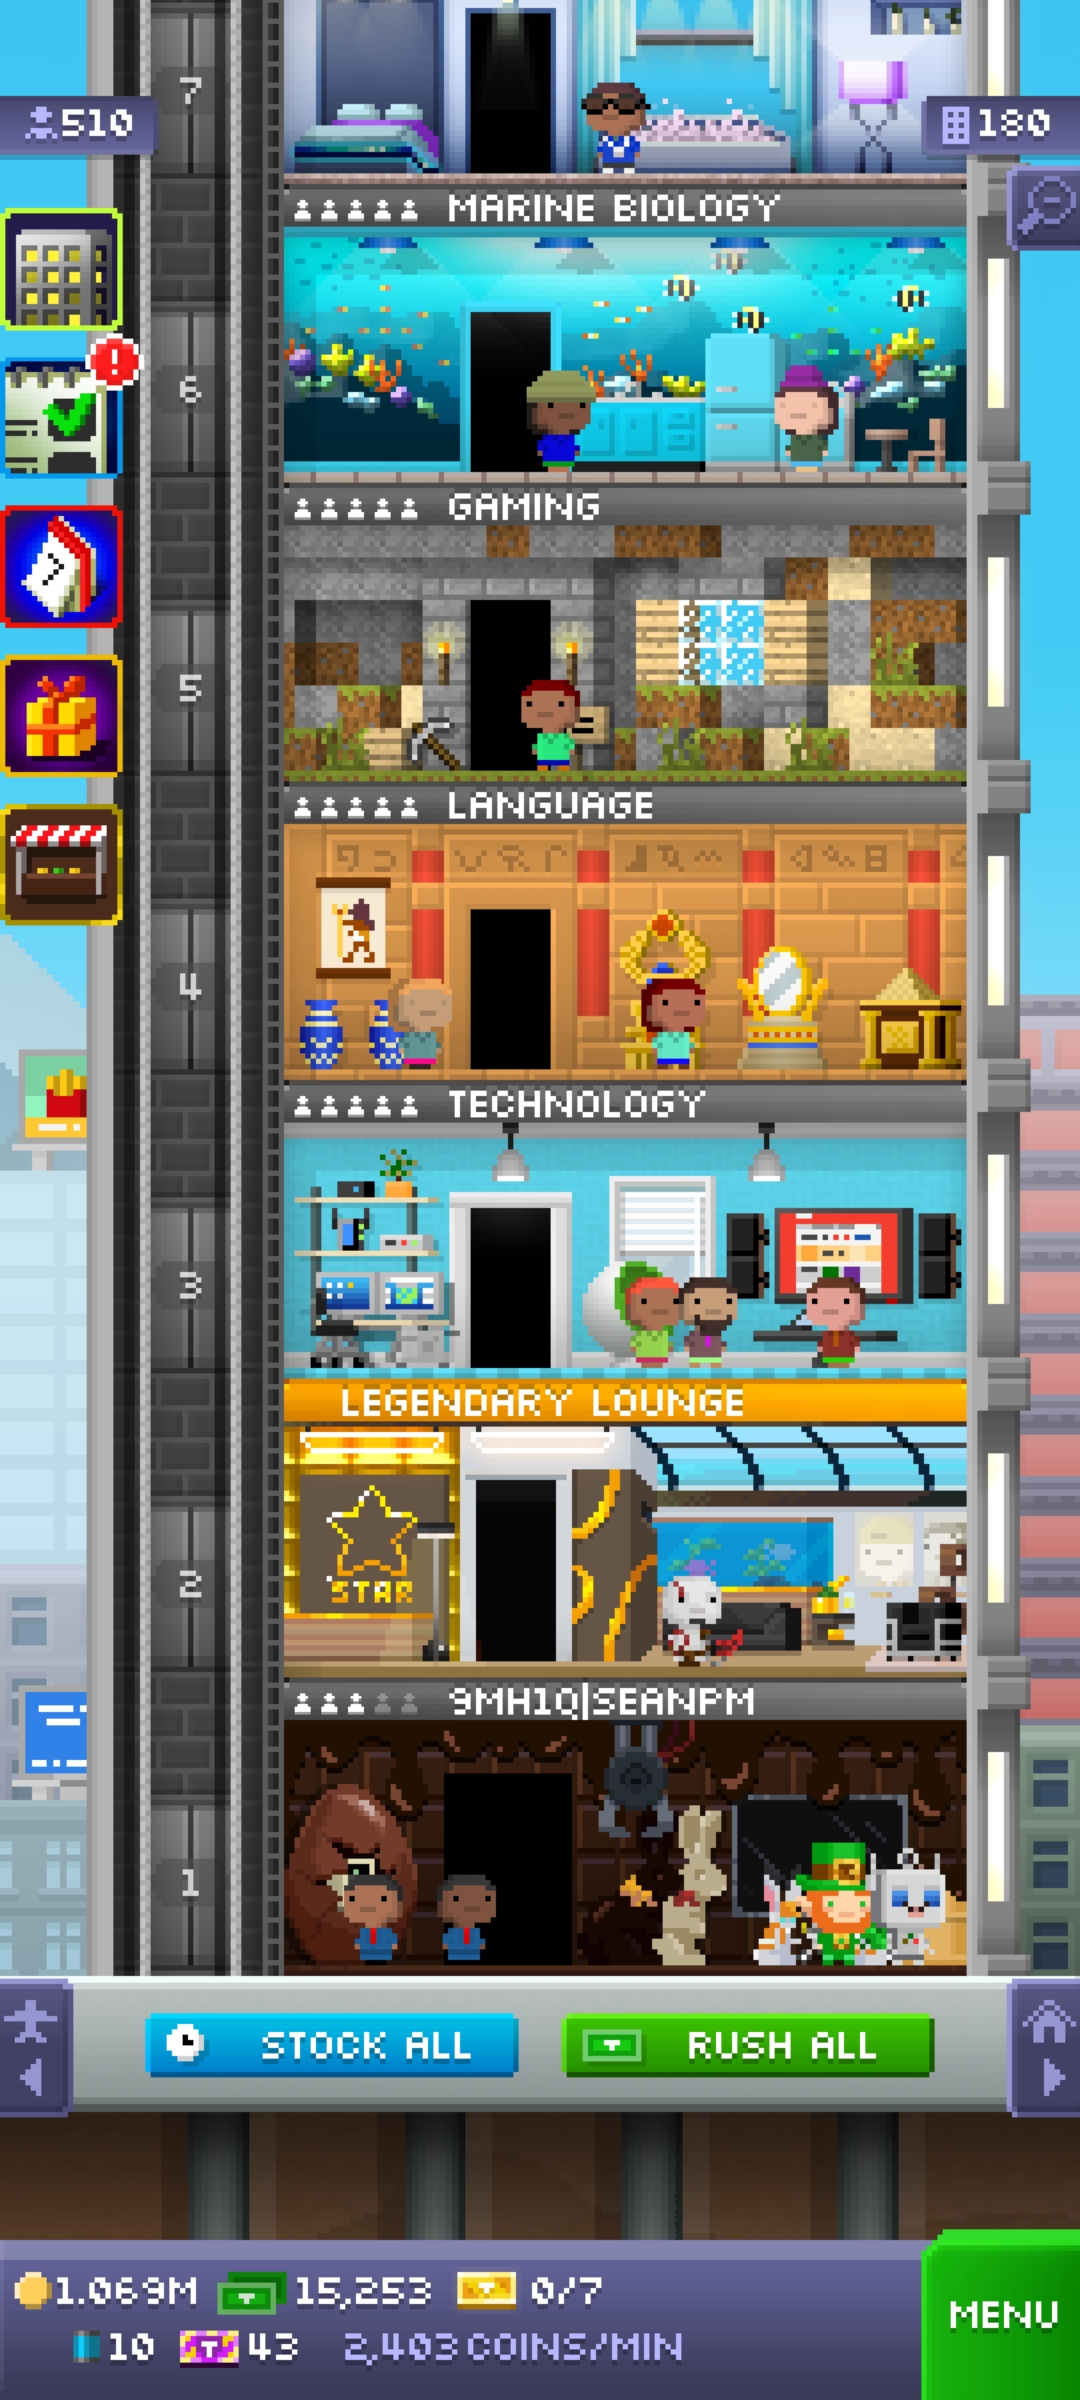 7
510
180
MARINE BIOLOGY
6
GAMING
7
5
LANGUAGE
4
TECHNOLOGY
3
LEGENDARY LOUNGE
STAR
2
9MH1Q|SEANPM
1
STOCK ALL
RUSH ALL
1.069M 15,253 0/7
10 43 2,403 COINS/MIN
MENU